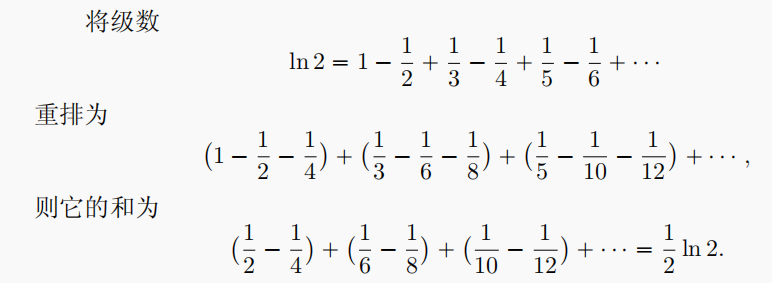 将级数
ln 2 = 1 − 1/2 + 1/3 − 1/4 + 1/5 − 1/6 + ⋯
重排为
(1 − 1/2 − 1/4) + (1/3 − 1/6 − 1/8) + (1/5 − 1/10 − 1/12) + ⋯ ,
则它的和为
(1/2 − 1/4) + (1/6 − 1/8) + (1/10 − 1/12) + ⋯ = 1/2 ln 2.